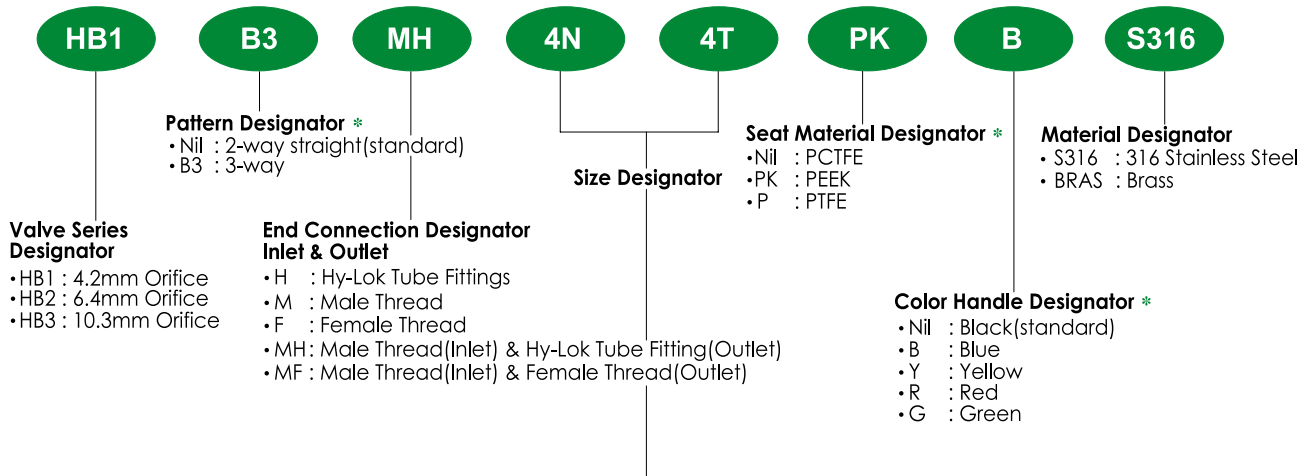 HB1 B3 MH 4N 4T PK B S316
Pattern Designator *
• Nil : 2-way straight(standard)
• B3 : 3-way
Seat Material Designator *
•Nil : PCTFE
•PK : PEEK
•P : PTFE
Material Designator
• S316 : 316 Stainless Steel
• BRAS : Brass
Size Designator
Valve Series
Designator
•HB1 : 4.2mm Orifice
•HB2 : 6.4mm Orifice
•HB3 : 10.3mm Orifice
End Connection Designator
Inlet & Outlet
• H : Hy-Lok Tube Fittings
• M : Male Thread
• F : Female Thread
• MH : Male Thread(Inlet) & Hy-Lok Tube Fitting(Outlet)
• MF : Male Thread(Inlet) & Female Thread(Outlet)
Color Handle Designator *
• Nil : Black(standard)
• B : Blue
• Y : Yellow
• R : Red
• G : Green